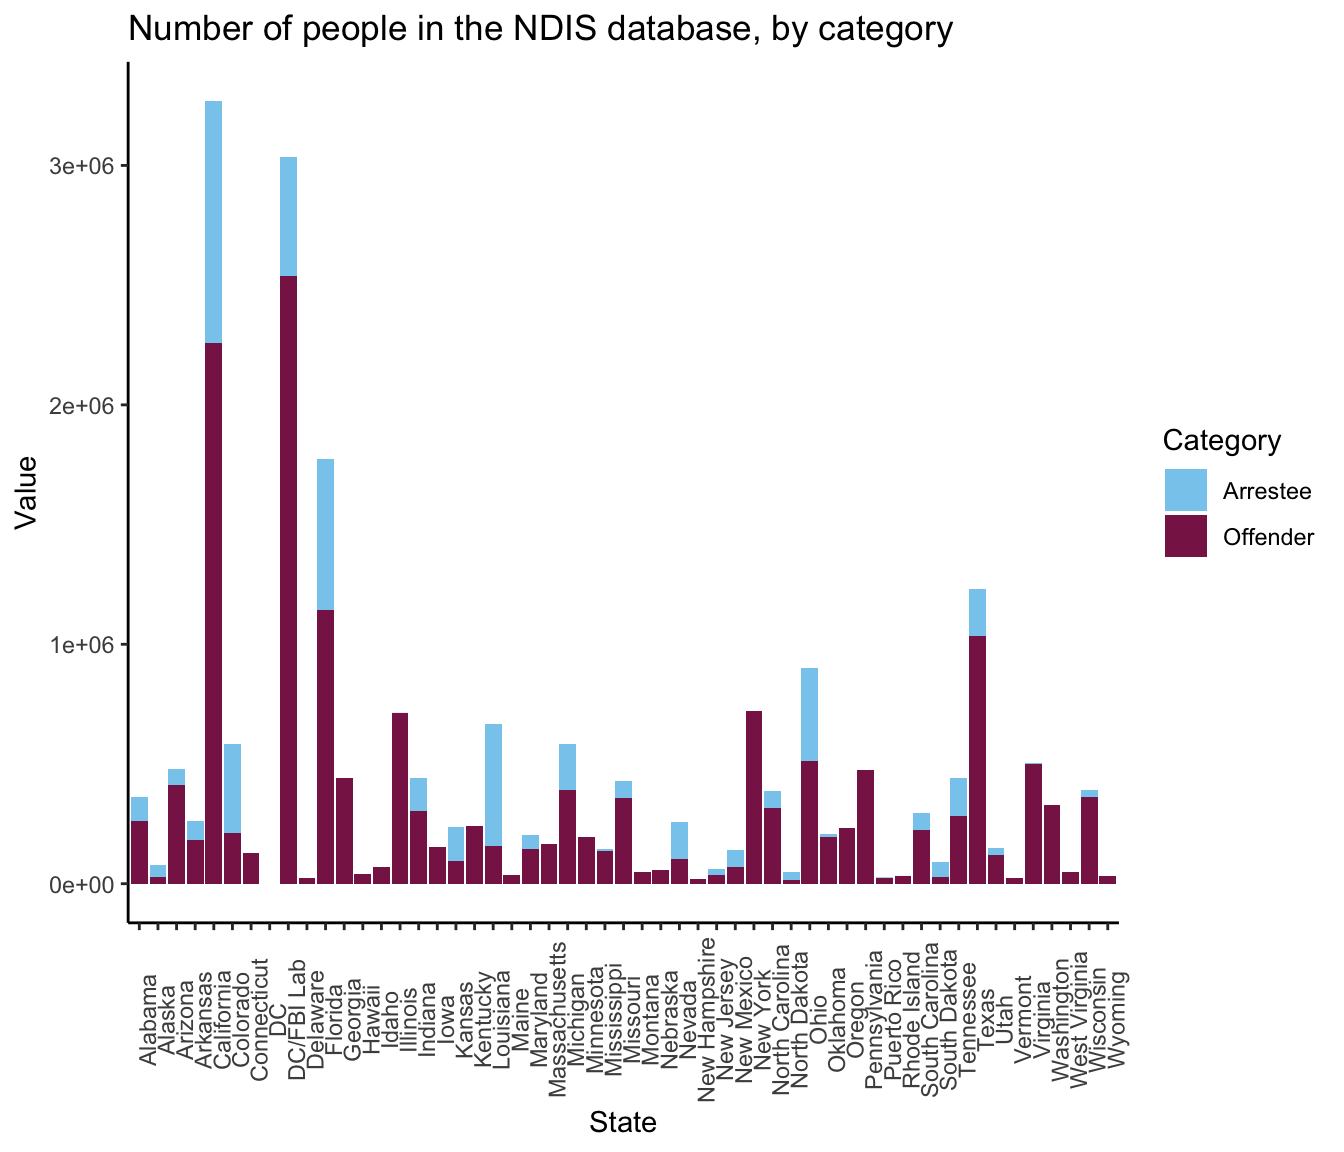 Number of people in the NDIS database, by category
3e+06
2e+06
1e+06
0e+00
Value
Alabama
Alaska
Arizona
Arkansas
California
Colorado
Connecticut
DC
DC/FBI Lab
Delaware
Florida
Georgia
Hawaii
Idaho
Illinois
Indiana
Iowa
Kansas
Kentucky
Louisiana
Maine
Maryland
Massachusetts
Michigan
Minnesota
Mississippi
Missouri
Montana
Nebraska
Nevada
New Hampshire
New Jersey
New Mexico
New York
North Carolina
North Dakota
Ohio
Oklahoma
Oregon
Pennsylvania
Puerto Rico
Rhode Island
South Carolina
South Dakota
Tennessee
Texas
Utah
Vermont
Virginia
Washington
West Virginia
Wisconsin
Wyoming
State
Category
Arrestee
Offender